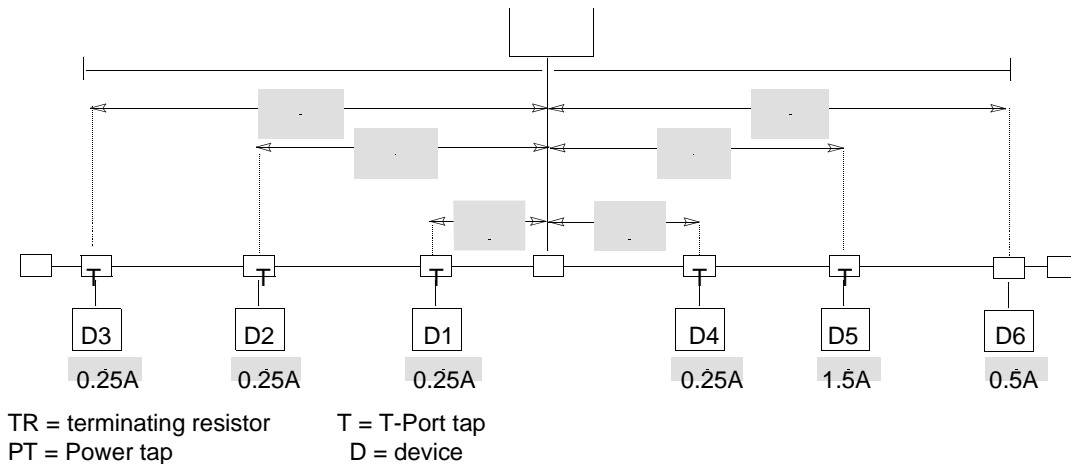 T T T T T
D3 D2 D1 D4 D5 D6
0.25A 0.25A 0.25A 0.25A 1.5A 0.5A
TR = terminating resistor T = T-Port tap
PT = Power tap D = device